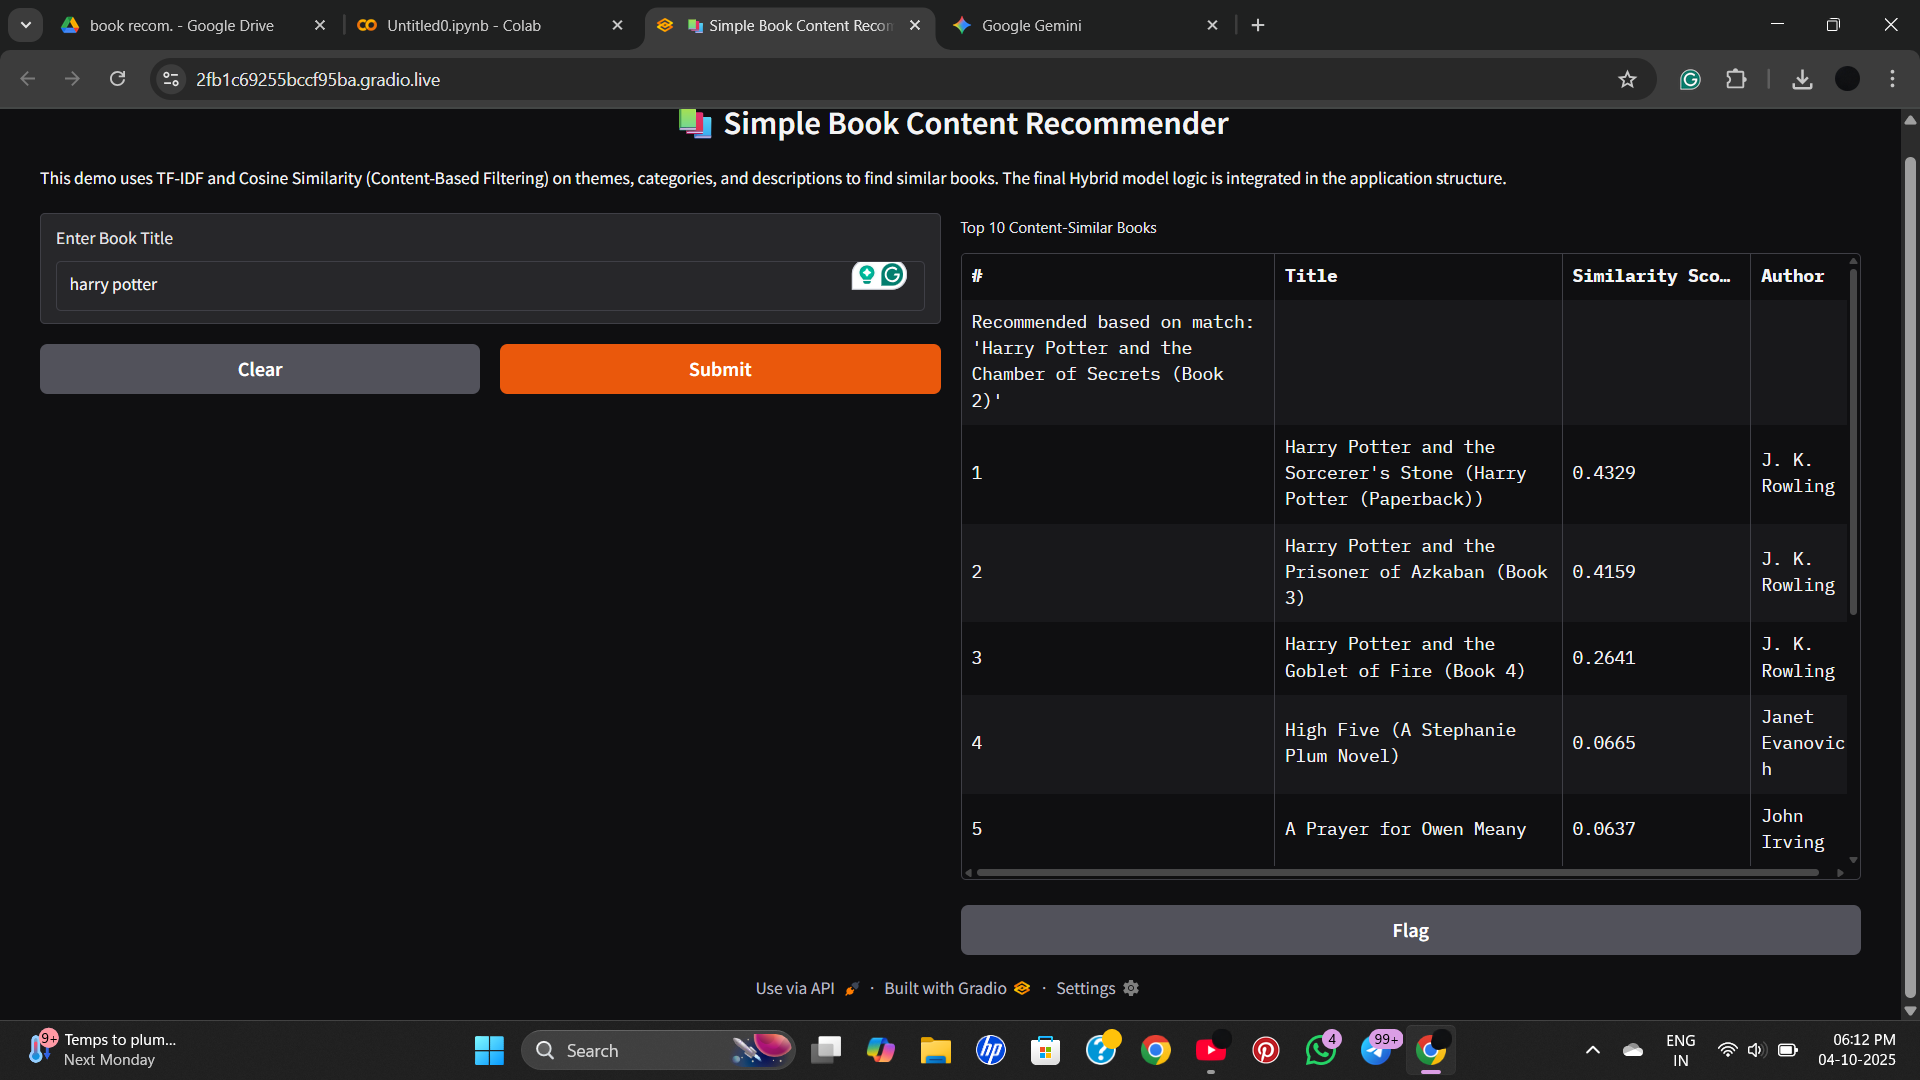 book recom. - Google Drive
Untitled0.ipynb - Colab
Simple Book Content Recon
Google Gemini
2fb1c69255bccf95ba.gradio.live
Simple Book Content Recommender
This demo uses TF-IDF and Cosine Similarity (Content-Based Filtering) on themes, categories, and descriptions to find similar books. The final Hybrid model logic is integrated in the application structure.
Enter Book Title
harry potter
Clear
Submit
Top 10 Content-Similar Books
# Title Similarity Sco… Author
Recommended based on match:
'Harry Potter and the
Chamber of Secrets (Book
2)'
1
Harry Potter and the
Sorcerer's Stone (Harry
Potter (Paperback))
0.4329
J. K.
Rowling
2
Harry Potter and the
Prisoner of Azkaban (Book
3)
0.4159
J. K.
Rowling
3
Harry Potter and the
Goblet of Fire (Book 4)
0.2641
J. K.
Rowling
4
High Five (A Stephanie
Plum Novel)
0.0665
Janet
Evanovic
h
5
A Prayer for Owen Meany
0.0637
John
Irving
Flag
Use via API · Built with Gradio · Settings
9+
Temps to plum...
Next Monday
Search
4
99+
ENG
IN
06:12 PM
04-10-2025